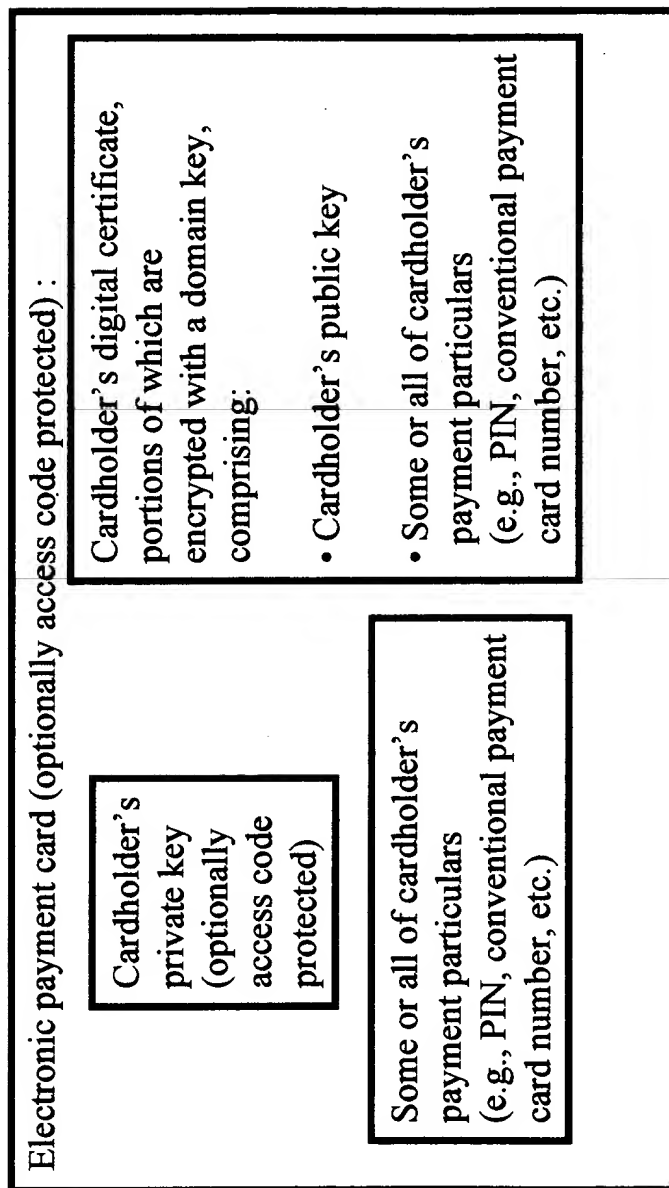 Electronic payment card (optionally access code protected) :
Cardholder's
private key
(optionally
access code
protected)
Some or all of cardholder's
payment particulars
(e.g., PIN, conventional payment
card number, etc.)
Cardholder's digital certificate,
portions of which are
encrypted with a domain key,
comprising:
• Cardholder's public key
• Some or all of cardholder's
payment particulars
(e.g., PIN, conventional payment
card number, etc.)